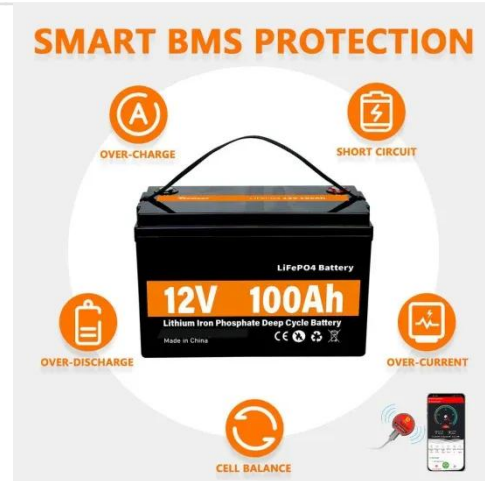 SMART BMS PROTECTION
OVER-CHARGE
SHORT CIRCUIT
LiFePO4 Battery
12V 100Ah
Lithium Iron Phosphate Deep Cycle Battery
Made in China
CE
OVER-DISCHARGE
OVER-CURRENT
CELL BALANCE